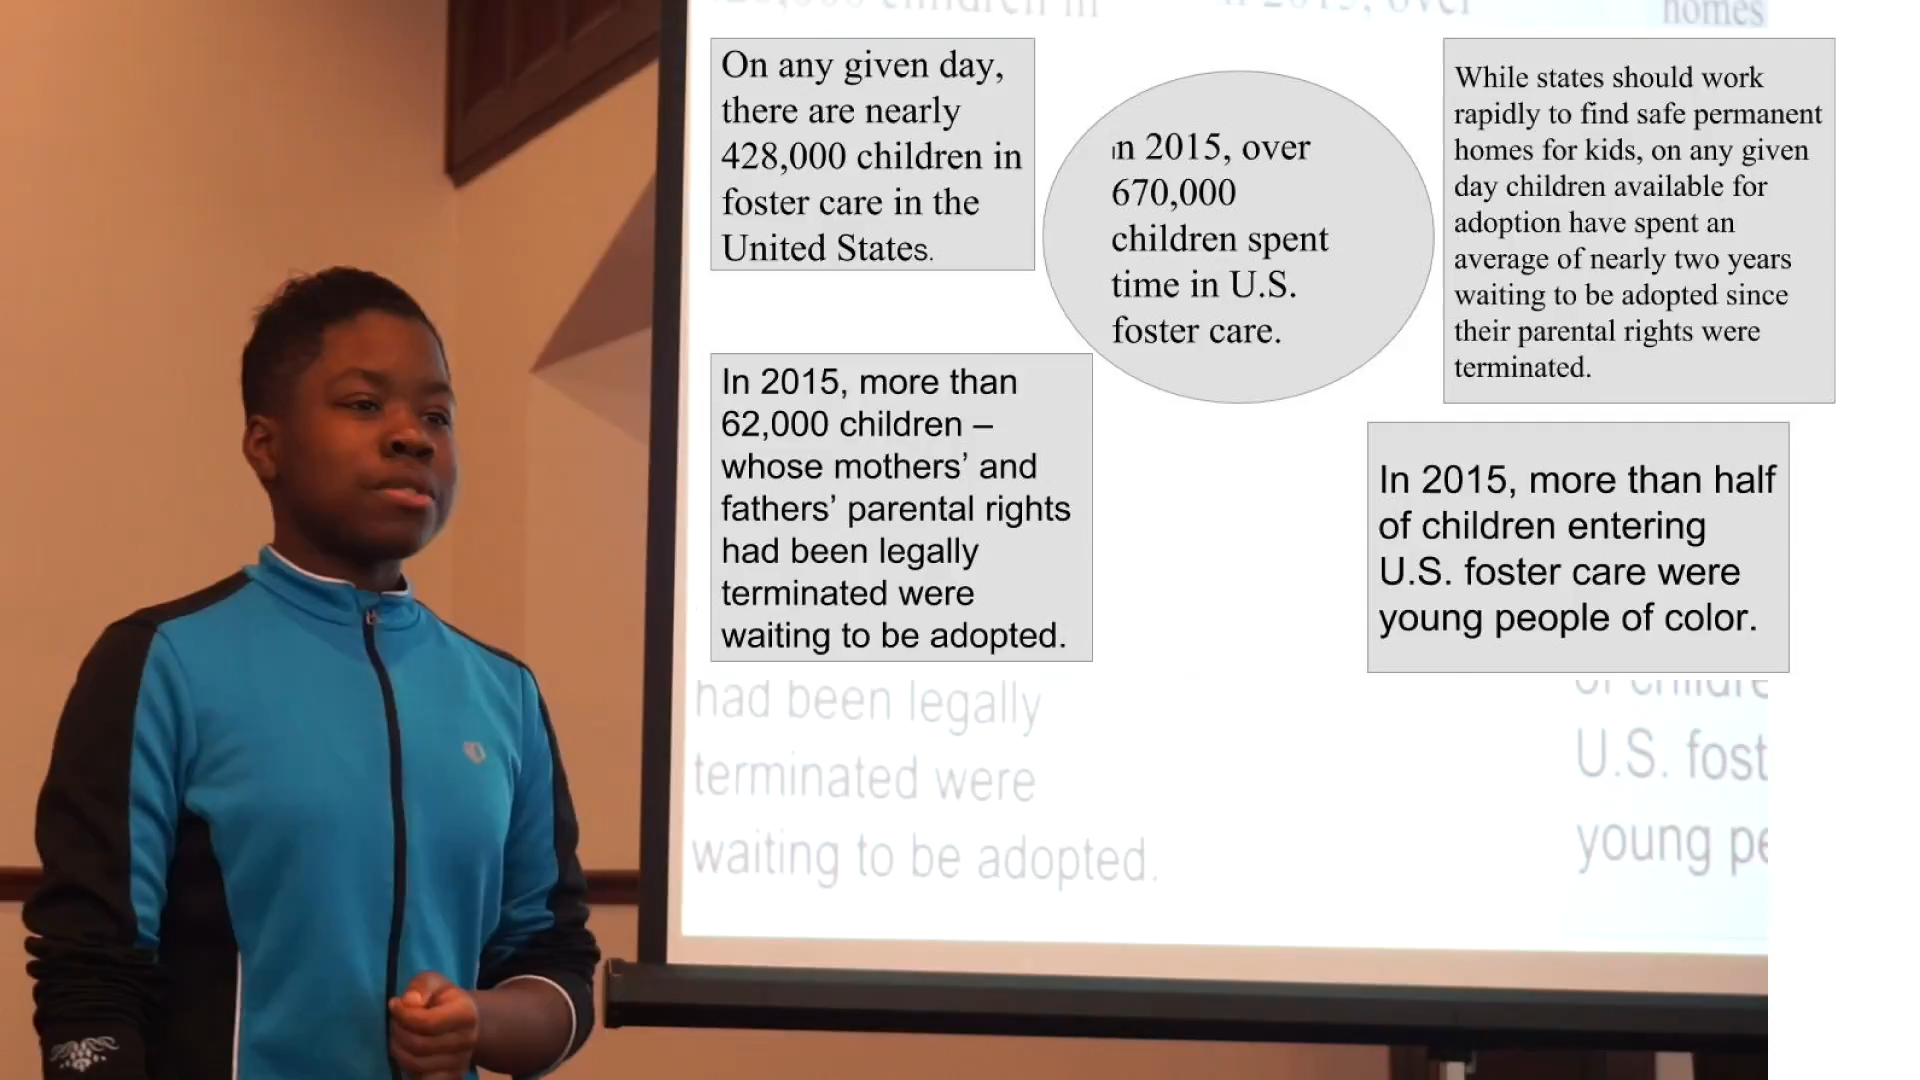 homes
On any given day,
there are nearly
428,000 children in
foster care in the
United States.
in 2015, over
670,000
children spent
time in U.S.
foster care.
While states should work
rapidly to find safe permanent
homes for kids, on any given
day children available for
adoption have spent an
average of nearly two years
waiting to be adopted since
their parental rights were
terminated.
In 2015, more than
62,000 children –
whose mothers’ and
fathers’ parental rights
had been legally
terminated were
waiting to be adopted.
In 2015, more than half
of children entering
U.S. foster care were
young people of color.
had been legally
terminated were
waiting to be adopted.
U.S. fost
young pe